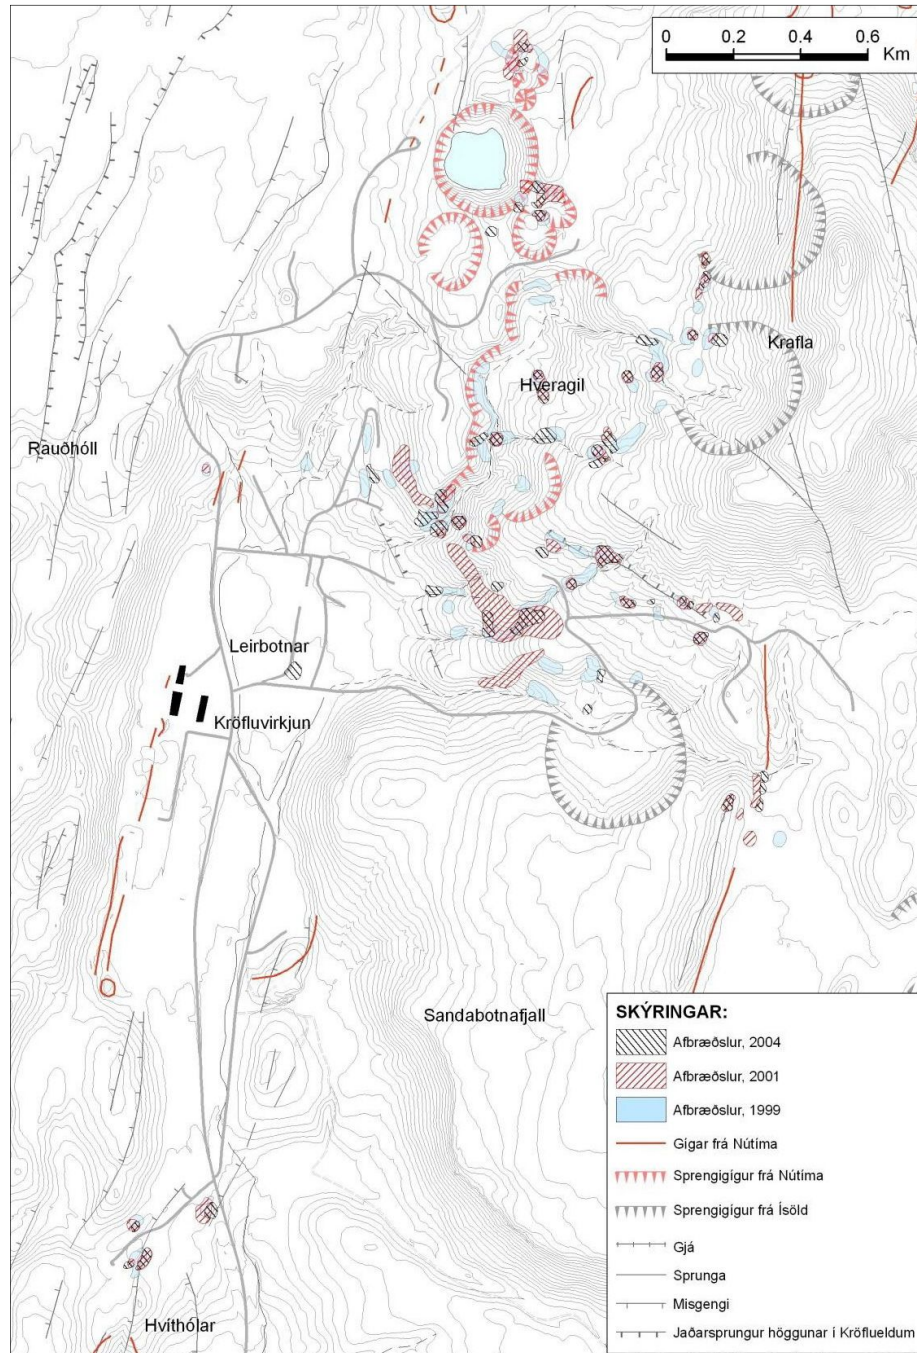 0 0.2 0.4 0.6
Km
Krafla
Hveragil
Rauðhóll
Leirbotnar
Kröfluvirkjun
Sandabotnafjall
Hvíthólar
SKÝRINGAR:
Afbræðslur, 2004
Afbræðslur, 2001
Afbræðslur, 1999
Gígar frá Nútíma
Sprengigígur frá Nútíma
Sprengigígur frá Ísöld
Gjá
Sprunga
Misgengi
Jaðarsprungur höggunar í Kröflueldum